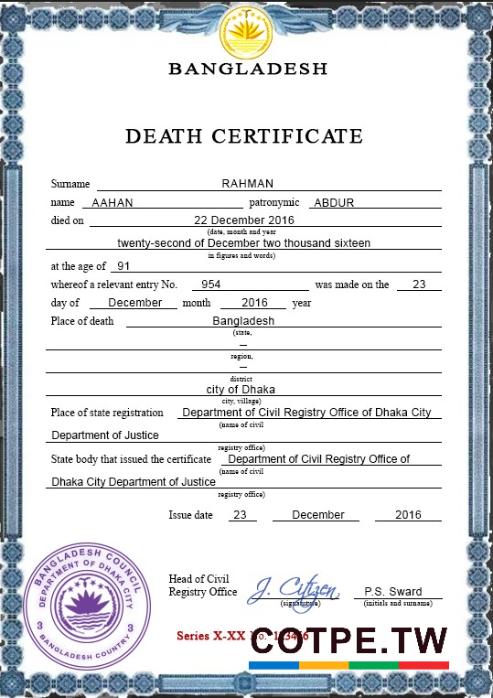 BANGLADESH
DEATH CERTIFICATE
Surname RAHMAN
name AAHAN patronymic ABDUR
died on 22 December 2016
(date, month and year
twenty-second of December two thousand sixteen
in figures and words)
at the age of 91
whereof a relevant entry No. 954 was made on the 23
day of December month 2016 year
Place of death Bangladesh
(state,
—
region,
—
district
city of Dhaka
city, village)
Place of state registration Department of Civil Registry Office of Dhaka City
(name of civil
Department of Justice
registry office)
State body that issued the certificate Department of Civil Registry Office of
(name of civil
Dhaka City Department of Justice
registry office)
Issue date 23 December 2016
BANGLADESH COUNCIL
DEPARTMENT OF DHAKA CITY
3 3
BANGLADESH COUNTRY
Head of Civil
Registry Office J. Citizen P.S. Sward
(signature) (initials and surname)
Series X-XX No.
COTPE.TW